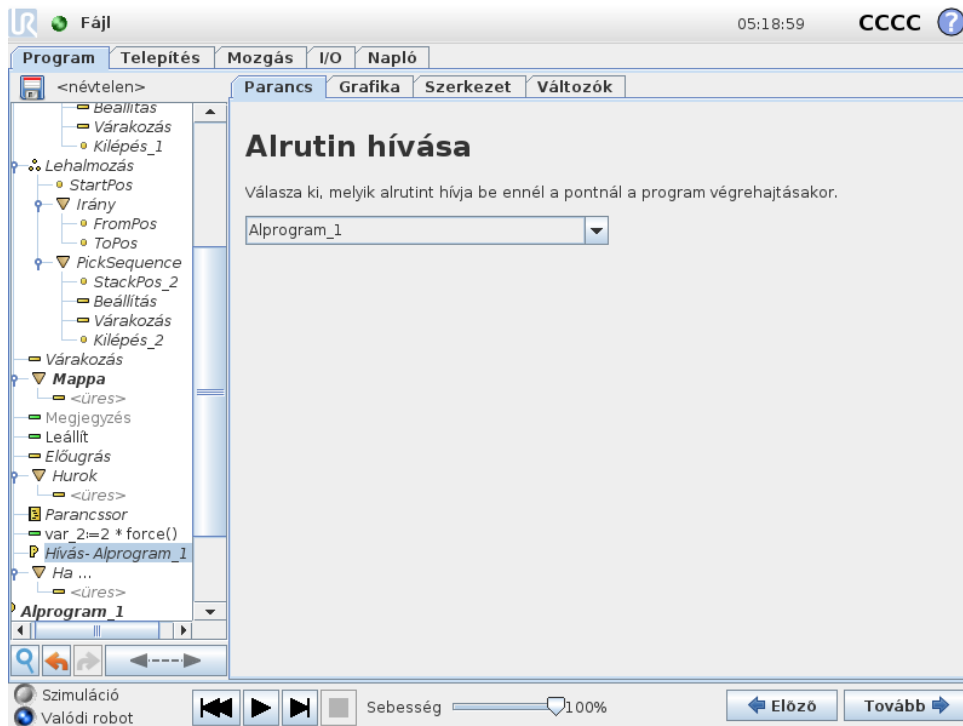 UR Fájl 05:18:59 CCCC ?
Program Telepítés Mozgás I/O Napló
<névtelen>
Beállítás
Várakozás
Kilépés_1
Lehalmozás
StartPos
Irány
FromPos
ToPos
PickSequence
StackPos_2
Beállítás
Várakozás
Kilépés_2
Várakozás
Mappa
<üres>
Megjegyzés
Leállít
Előugrás
Hurok
<üres>
Parancssor
var_2:=2 * force()
P Hívás- Alprogram_1
Ha ...
<üres>
Alprogram_1
Parancs Grafika Szerkezet Változók
Alrutin hívása
Válasza ki, melyik alrutint hívja be ennél a pontnál a program végrehajtásakor.
Alprogram_1
Szimuláció
Valódi robot
Sebesség 100%
Elözö Tovább